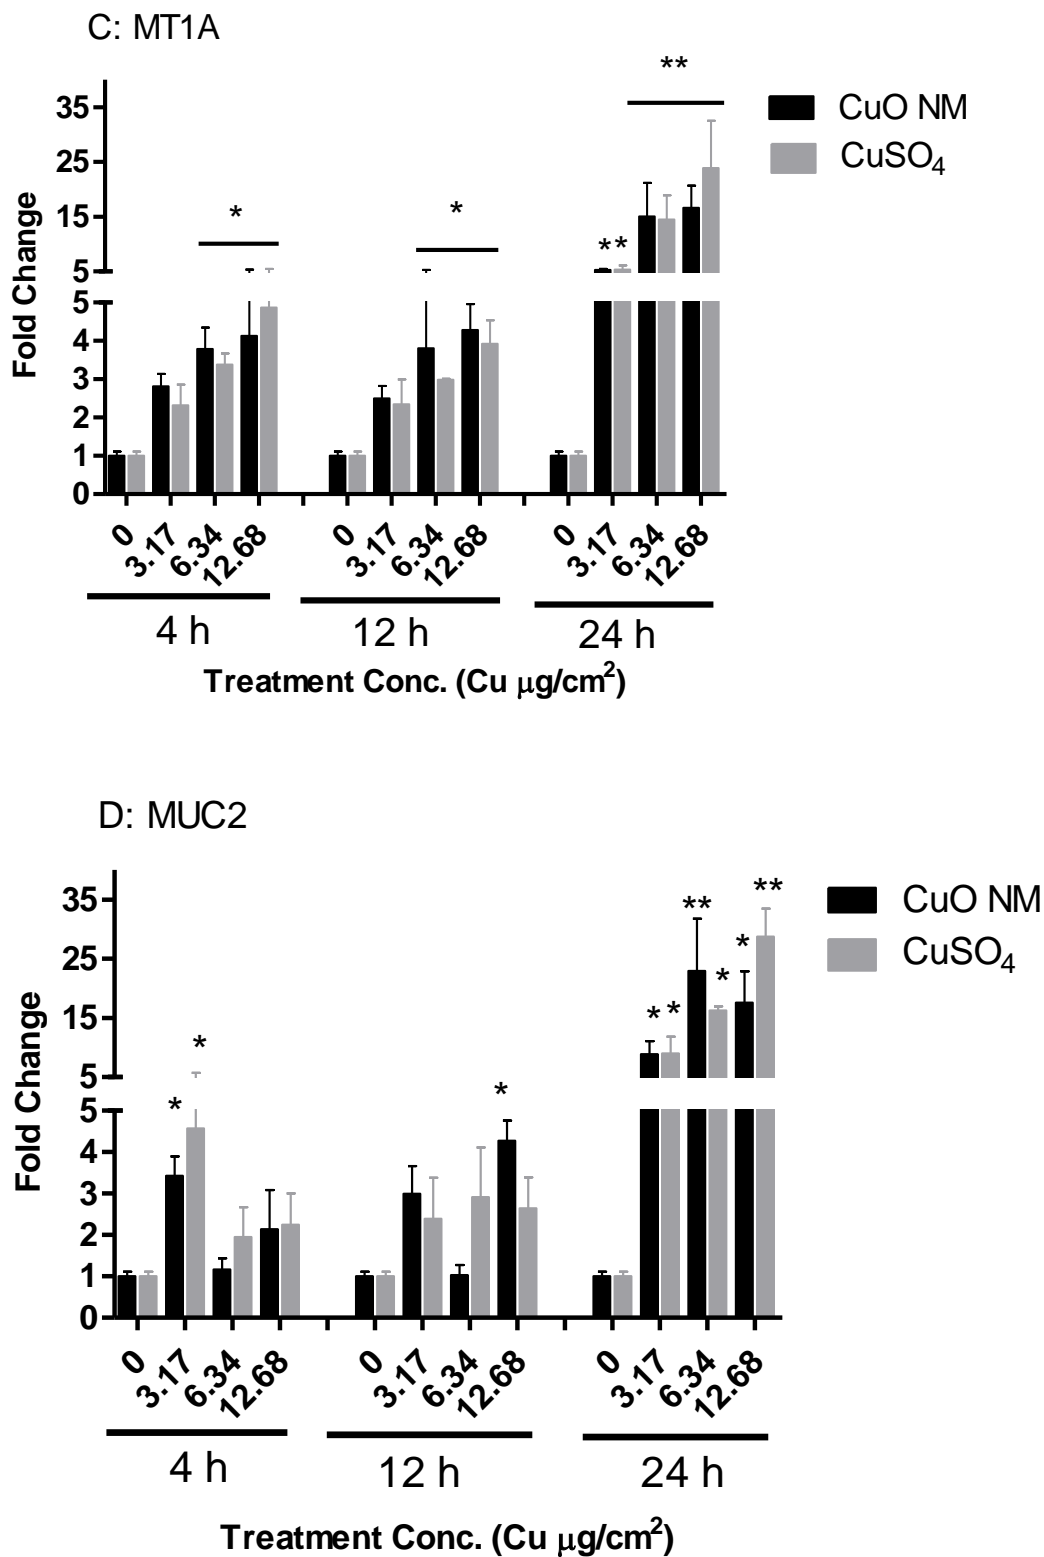 C: MT1A
**
35
25
15
5
5
4
3
2
1
0
Fold Change
*
*
* *
CuO NM
CuSO4
0 3.17 6.34 12.68 0 3.17 6.34 12.68 0 3.17 6.34 12.68
4 h 12 h 24 h
Treatment Conc. (Cu μg/cm²)
D: MUC2
35
25
15
5
5
4
3
2
1
0
Fold Change
* * * * * ** * * **
CuO NM
CuSO4
0 3.17 6.34 12.68 0 3.17 6.34 12.68 0 3.17 6.34 12.68
4 h 12 h 24 h
Treatment Conc. (Cu μg/cm²)